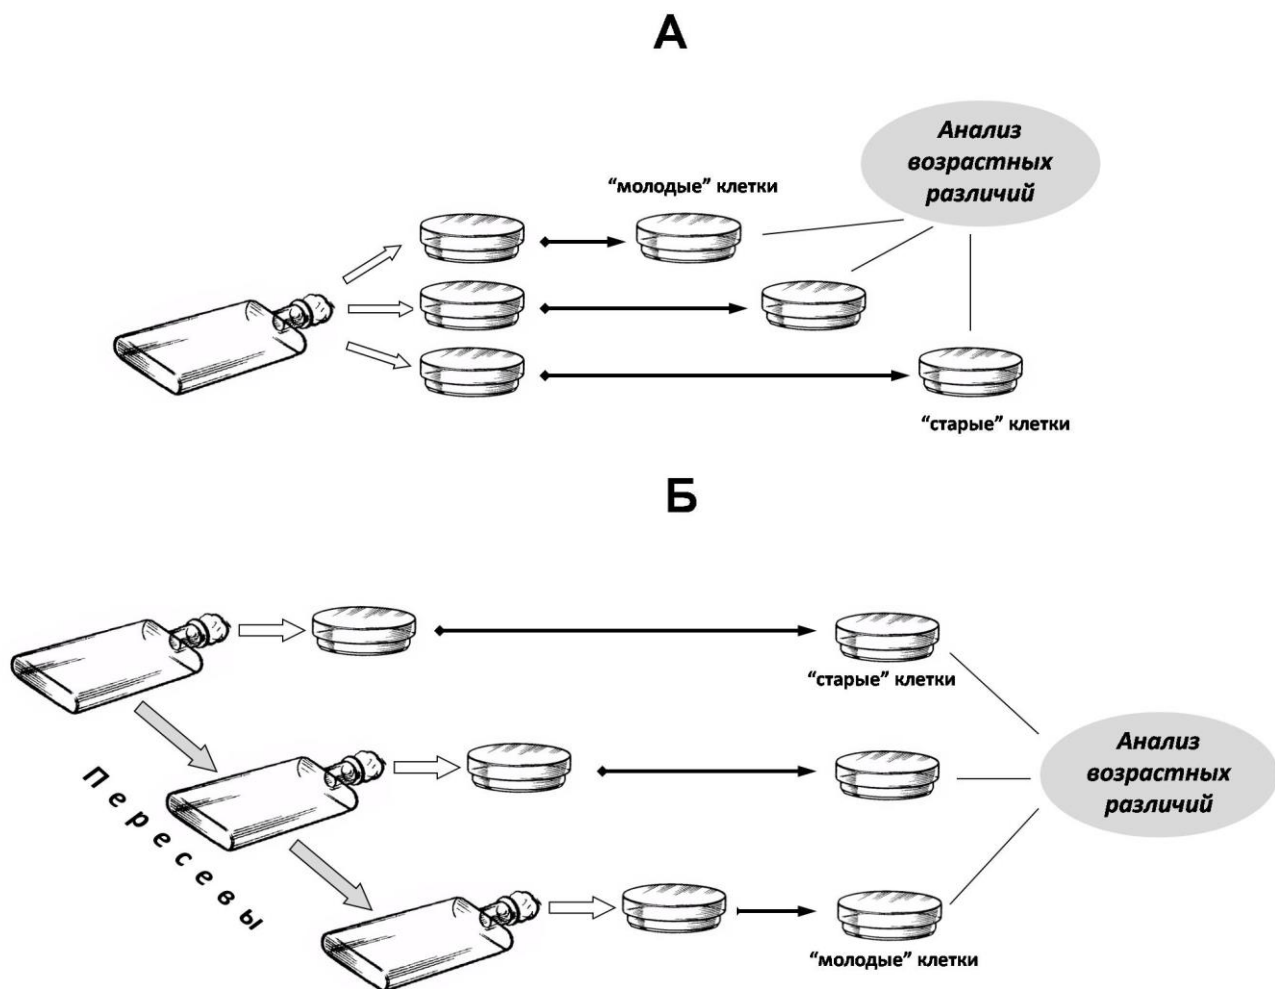 А
Анализ
возрастных
различий
“молодые” клетки
“старые” клетки
Б
“старые” клетки
Пересевы
Анализ
возрастных
различий
“молодые” клетки